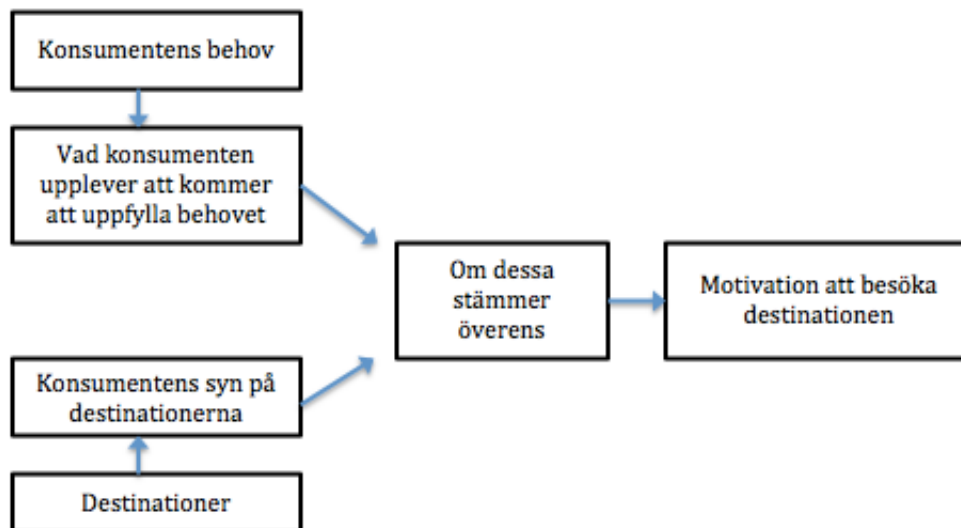 Konsumentens behov
Vad konsumenten
upplever att kommer
att uppfylla behovet
Om dessa
stämmer
överens
Motivation att besöka
destinationen
Konsumentens syn på
destinationerna
Destinationer